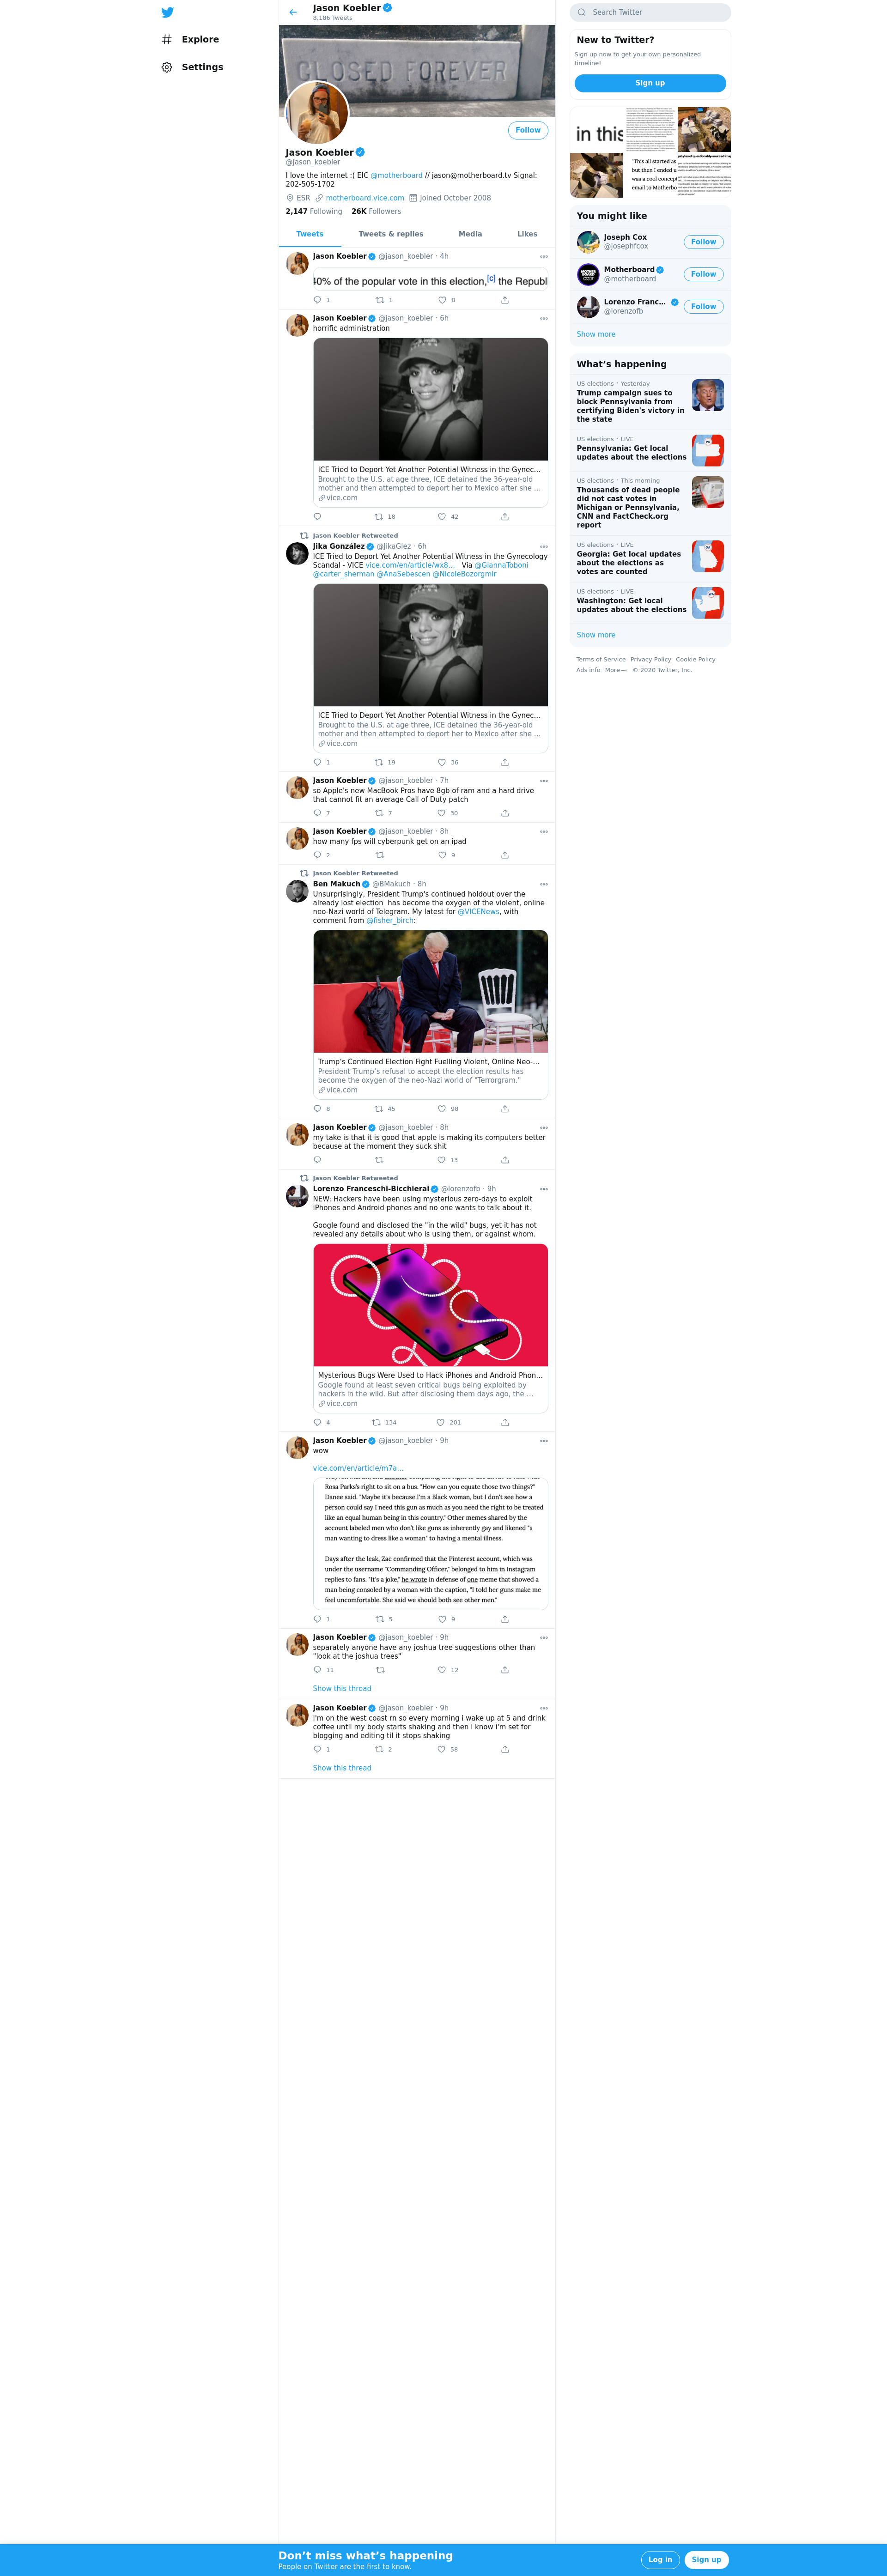 Explore
Settings
Jason Koebler
8,186 Tweets
CLOSED FOREVER
Follow
Jason Koebler
@jason_koebler
I love the internet :( EIC @motherboard // jason@motherboard.tv Signal:
202-505-1702
ESR motherboard.vice.com Joined October 2008
2,147 Following 26K Followers
Tweets Tweets & replies Media Likes
Jason Koebler @jason_koebler · 4h
40% of the popular vote in this election,[c] the Republi
1 1 8
Jason Koebler @jason_koebler · 6h
horrific administration
ICE Tried to Deport Yet Another Potential Witness in the Gynec...
Brought to the U.S. at age three, ICE detained the 36-year-old
mother and then attempted to deport her to Mexico after she ...
vice.com
18 42
Jason Koebler Retweeted
Jika González @JikaGlez · 6h
ICE Tried to Deport Yet Another Potential Witness in the Gynecology
Scandal - VICE vice.com/en/article/wx8... Via @GiannaToboni
@carter_sherman @AnaSebescen @NicoleBozorgmir
ICE Tried to Deport Yet Another Potential Witness in the Gynec...
Brought to the U.S. at age three, ICE detained the 36-year-old
mother and then attempted to deport her to Mexico after she ...
vice.com
1 19 36
Jason Koebler @jason_koebler · 7h
so Apple's new MacBook Pros have 8gb of ram and a hard drive
that cannot fit an average Call of Duty patch
7 7 30
Jason Koebler @jason_koebler · 8h
how many fps will cyberpunk get on an ipad
2 9
Jason Koebler Retweeted
Ben Makuch @BMakuch · 8h
Unsurprisingly, President Trump's continued holdout over the
already lost election has become the oxygen of the violent, online
neo-Nazi world of Telegram. My latest for @VICENews, with
comment from @fisher_birch:
Trump's Continued Election Fight Fuelling Violent, Online Neo-...
President Trump's refusal to accept the election results has
become the oxygen of the neo-Nazi world of "Terrorgram."
vice.com
8 45 98
Jason Koebler @jason_koebler · 8h
my take is that it is good that apple is making its computers better
because at the moment they suck shit
13
Jason Koebler Retweeted
Lorenzo Franceschi-Bicchierai @lorenzofb · 9h
NEW: Hackers have been using mysterious zero-days to exploit
iPhones and Android phones and no one wants to talk about it.
Google found and disclosed the "in the wild" bugs, yet it has not
revealed any details about who is using them, or against whom.
Mysterious Bugs Were Used to Hack iPhones and Android Phon...
Google found at least seven critical bugs being exploited by
hackers in the wild. But after disclosing them days ago, the ...
vice.com
4 134 201
Jason Koebler @jason_koebler · 9h
wow
vice.com/en/article/m7a...
Rosa Parks's right to sit on a bus. "How can you equate those two things?"
Danee said. "Maybe it's because I'm a Black woman, but I don't see how a
person could say I need this gun as much as you need the right to be treated
like an equal human being in this country." Other memes shared by the
account labeled men who don't like guns as inherently gay and likened "a
man wanting to dress like a woman" to having a mental illness.
Days after the leak, Zac confirmed that the Pinterest account, which was
under the username "Commanding Officer," belonged to him in Instagram
replies to fans. "It's a joke," he wrote in defense of one meme that showed a
man being consoled by a woman with the caption, "I told her guns make me
feel uncomfortable. She said we should both see other men."
1 5 9
Jason Koebler @jason_koebler · 9h
separately anyone have any joshua tree suggestions other than
"look at the joshua trees"
11 12
Show this thread
Jason Koebler @jason_koebler · 9h
i'm on the west coast rn so every morning i wake up at 5 and drink
coffee until my body starts shaking and then i know i'm set for
blogging and editing til it stops shaking
1 2 58
Show this thread
Search Twitter
New to Twitter?
Sign up now to get your own personalized
timeline!
Sign up
in this
"This all started as
but then I ended u
was a cool concept
email to Motherbo
You might like
Joseph Cox
@josephfcox
Follow
Motherboard
@motherboard
Follow
Lorenzo Franc...
@lorenzofb
Follow
Show more
What's happening
US elections · Yesterday
Trump campaign sues to
block Pennsylvania from
certifying Biden's victory in
the state
US elections · LIVE
Pennsylvania: Get local
updates about the elections
US elections · This morning
Thousands of dead people
did not cast votes in
Michigan or Pennsylvania,
CNN and FactCheck.org
report
US elections · LIVE
Georgia: Get local updates
about the elections as
votes are counted
US elections · LIVE
Washington: Get local
updates about the elections
Show more
Terms of Service Privacy Policy Cookie Policy
Ads info More © 2020 Twitter, Inc.
Don't miss what's happening
People on Twitter are the first to know.
Log in
Sign up